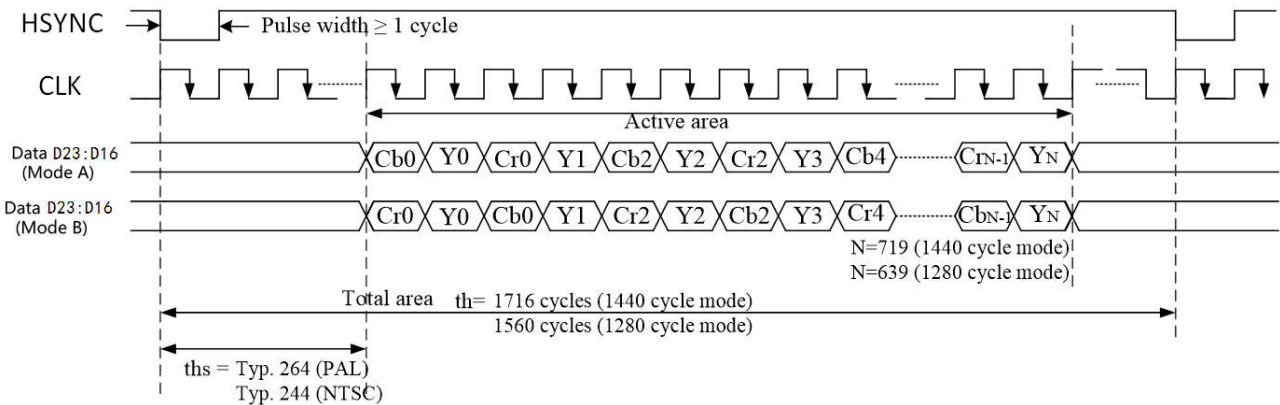 HSYNC
Pulse width ≥ 1 cycle
CLK
Active area
Data D23:D16
(Mode A)
Cb0 Y0 Cr0 Y1 Cb2 Y2 Cr2 Y3 Cb4 CrN-1 YN
Data D23:D16
(Mode B)
Cr0 Y0 Cb0 Y1 Cr2 Y2 Cb2 Y3 Cr4 CbN-1 YN
N=719 (1440 cycle mode)
N=639 (1280 cycle mode)
Total area th= 1716 cycles (1440 cycle mode)
1560 cycles (1280 cycle mode)
ths = Typ. 264 (PAL)
Typ. 244 (NTSC)